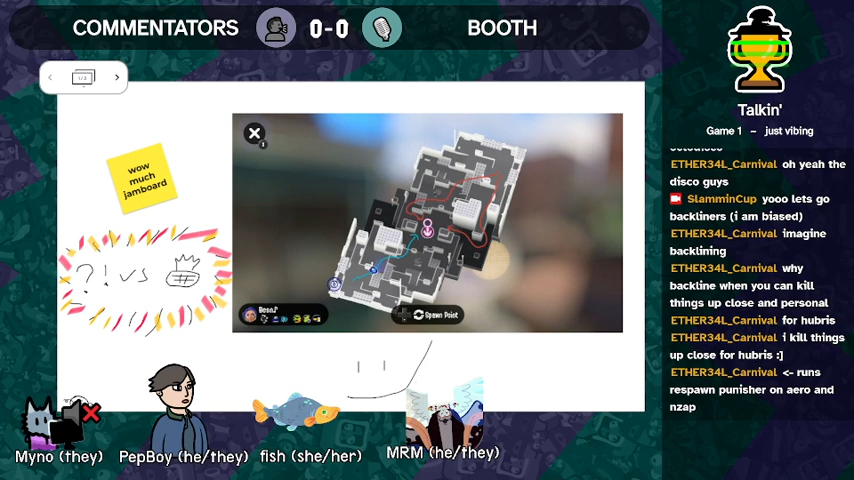 COMMENTATORS
0-0
BOOTH
1/2
Talkin'
Game 1 ~ just vibing
wow
much
jamboard
?! vs
ETHER34L_Carnival oh yeah the
disco guys
SlamminCup yooo lets go
backliners (i am biased)
ETHER34L_Carnival imagine
backlining
ETHER34L_Carnival why
backline when you can kill
things up close and personal
ETHER34L_Carnival for hubris
ETHER34L_Carnival i kill things
up close for hubris :]
ETHER34L_Carnival <- runs
respawn punisher on aero and
nzap
Spawn Point
Myno (they)
PepBoy (he/they)
fish (she/her)
MRM (he/they)